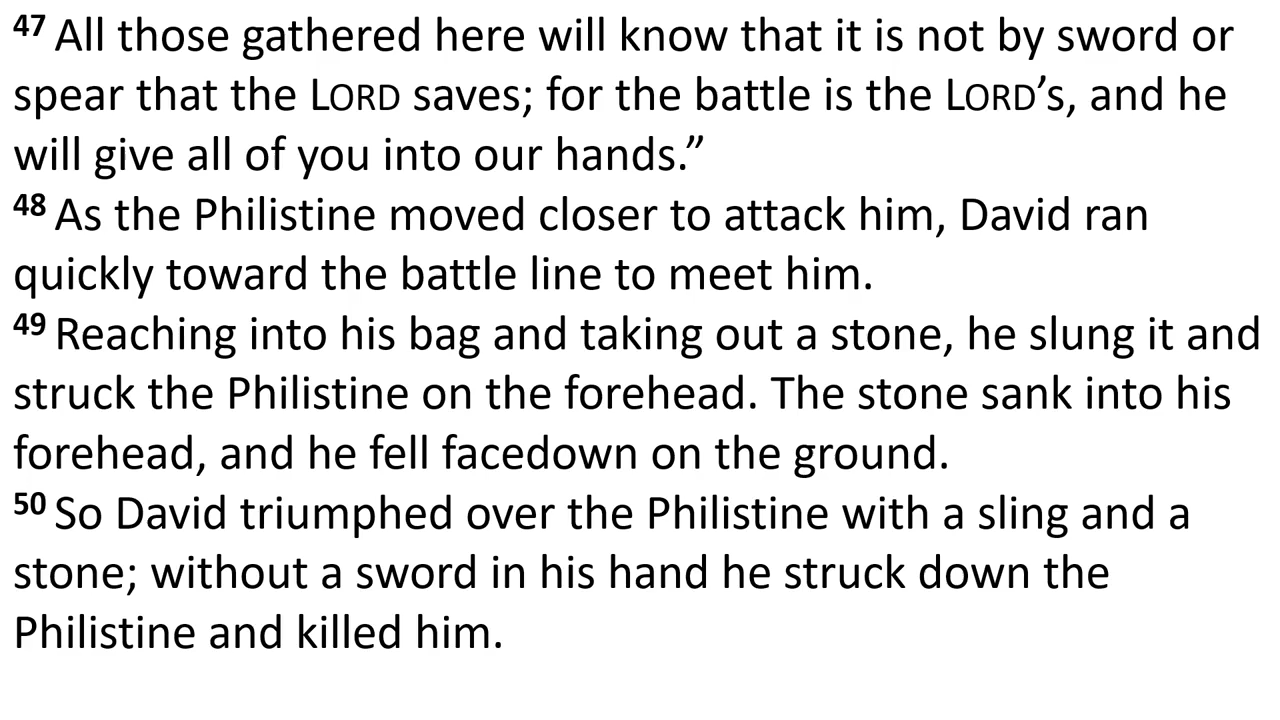 47 All those gathered here will know that it is not by sword or
spear that the LORD saves; for the battle is the LORD’s, and he
will give all of you into our hands.”
48 As the Philistine moved closer to attack him, David ran
quickly toward the battle line to meet him.
49 Reaching into his bag and taking out a stone, he slung it and
struck the Philistine on the forehead. The stone sank into his
forehead, and he fell facedown on the ground.
50 So David triumphed over the Philistine with a sling and a
stone; without a sword in his hand he struck down the
Philistine and killed him.